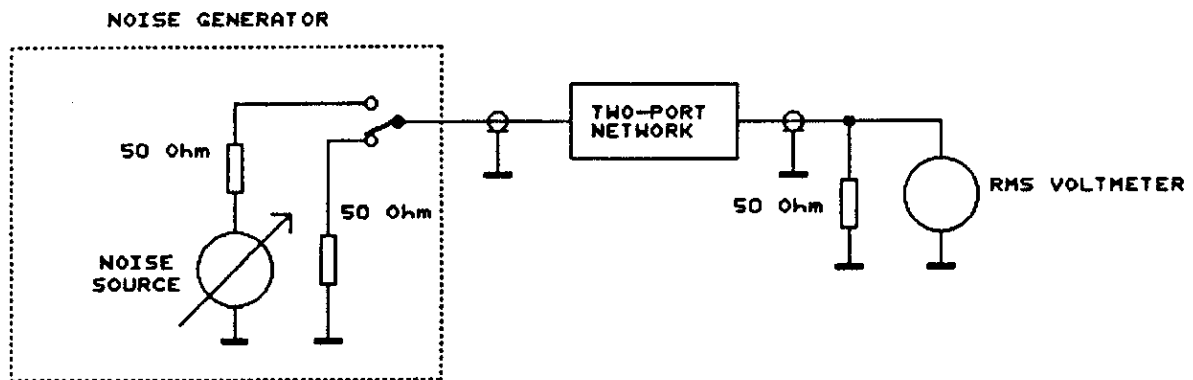 NOISE GENERATOR
TWO-PORT
NETWORK
50 Ohm
50 Ohm
50 Ohm
RMS VOLTMETER
NOISE
SOURCE